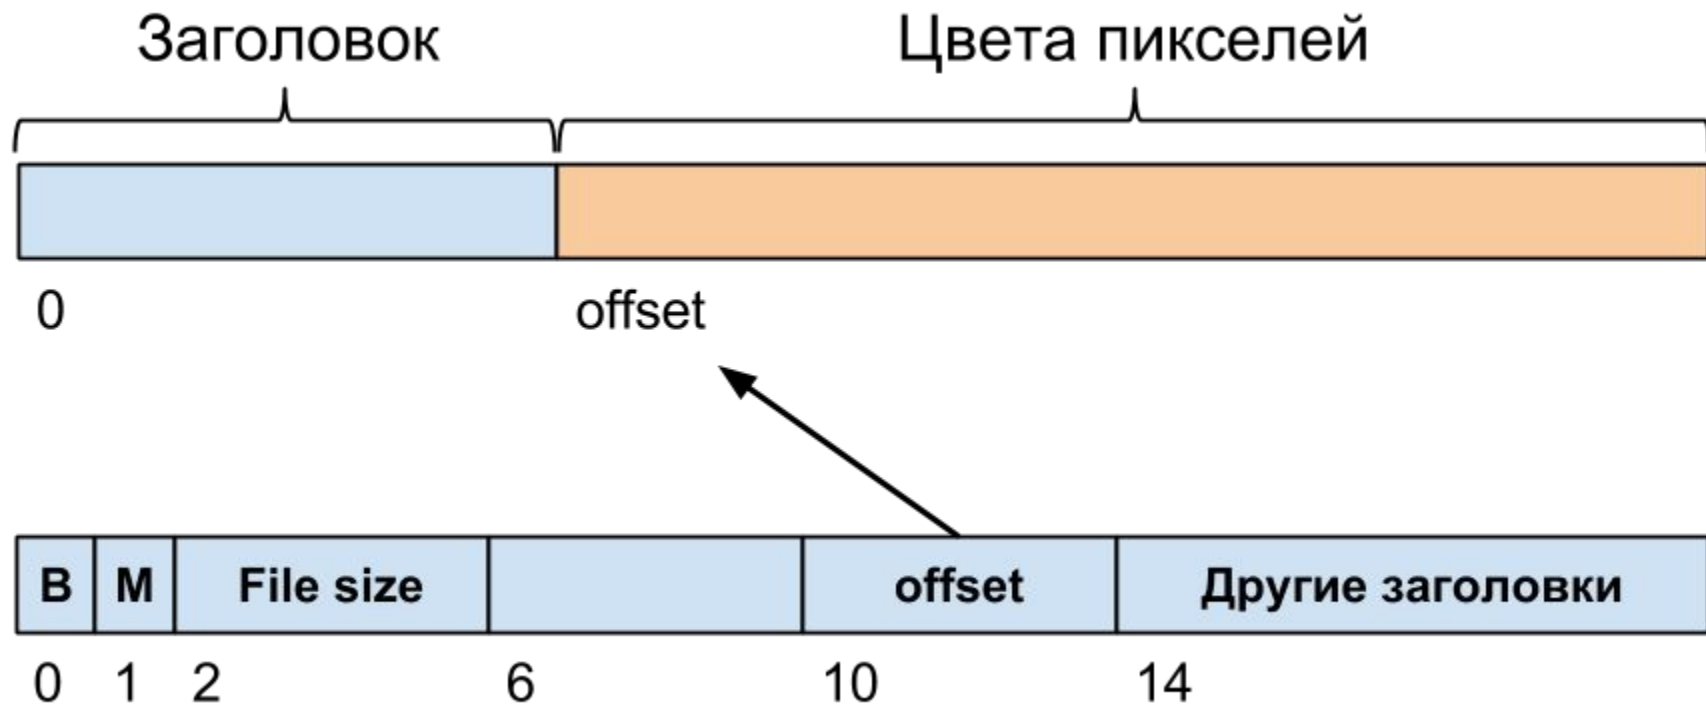 Заголовок Цвета пикселей
0 offset
B M File size offset Другие заголовки
0 1 2 6 10 14